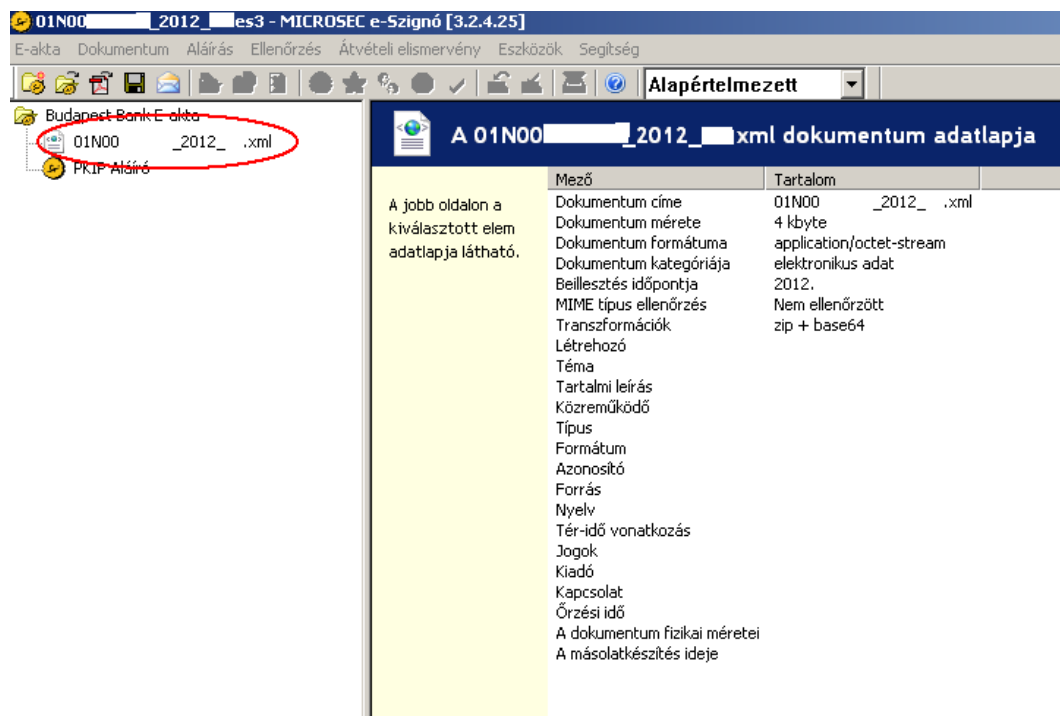 01N00 _2012_ es3 - MICROSEC e-Szignó [3.2.4.25]
E-akta Dokumentum Aláírás Ellenőrzés Átvételi elismervény Eszközök Segítség
Alapértelmezett
Budapest Bank E-akta
01N00 _2012_ .xml
PKIP Aláíró
A 01N00 _2012_ xml dokumentum adatlapja
A jobb oldalon a
kiválasztott elem
adatlapja látható.
Mező Tartalom
Dokumentum címe 01N00 _2012_ .xml
Dokumentum mérete 4 kbyte
Dokumentum formátuma application/octet-stream
Dokumentum kategóriája elektronikus adat
Beillesztés időpontja 2012.
MIME típus ellenőrzés Nem ellenőrzött
Transzformációk zip + base64
Létrehozó
Téma
Tartalmi leírás
Közreműködő
Típus
Formátum
Azonosító
Forrás
Nyelv
Tér-idő vonatkozás
Jogok
Kiadó
Kapcsolat
Őrzési idő
A dokumentum fizikai méretei
A másolatkészítés ideje